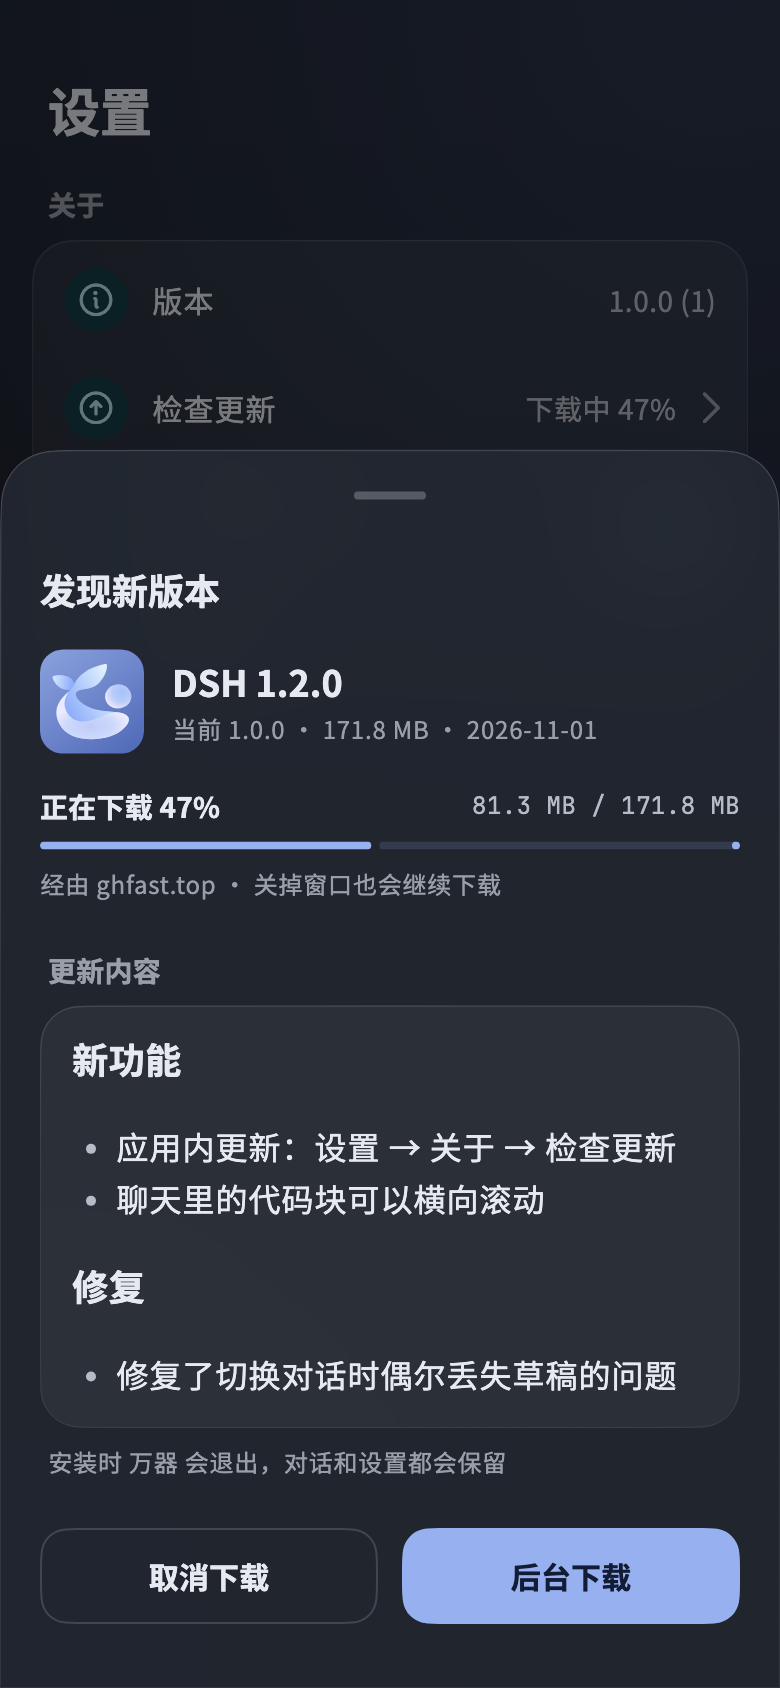 设置
关于
版本 1.0.0 (1)
检查更新 下载中 47%
发现新版本
DSH 1.2.0
当前 1.0.0 • 171.8 MB • 2026-11-01
正在下载 47% 81.3 MB / 171.8 MB
经由 ghfast.top • 关掉窗口也会继续下载
更新内容
新功能
• 应用内更新：设置 → 关于 → 检查更新
• 聊天里的代码块可以横向滚动
修复
• 修复了切换对话时偶尔丢失草稿的问题
安装时 万器 会退出，对话和设置都会保留
取消下载 后台下载